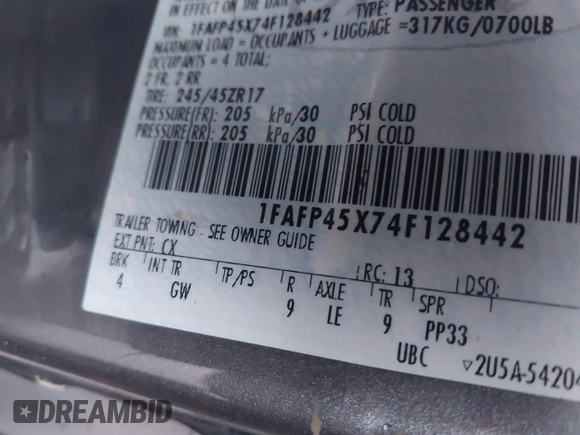 IN EFFECT ON THE DATE OF
VIN: 1FAFP45X74F128442
TYPE: PASSENGER
MAXIMUM LOAD = OCCUPANTS + LUGGAGE =317KG/0700LB
OCCUPANTS = 4 TOTAL;
2 FR, 2 RR
TIRE: 245/45ZR17
PRESSURE(FR): 205 kPa/30 PSI COLD
PRESSURE(RR): 205 kPa/30 PSI COLD
1FAFP45X74F128442
TRAILER TOWING - SEE OWNER GUIDE
EXT PNT: CX RC: 13 DSO:
BRK INT TR TP/PS R AXLE TR SPR
4 GW 9 LE 9 PP33
UBC ▽2U5A-54204
DREAMBID